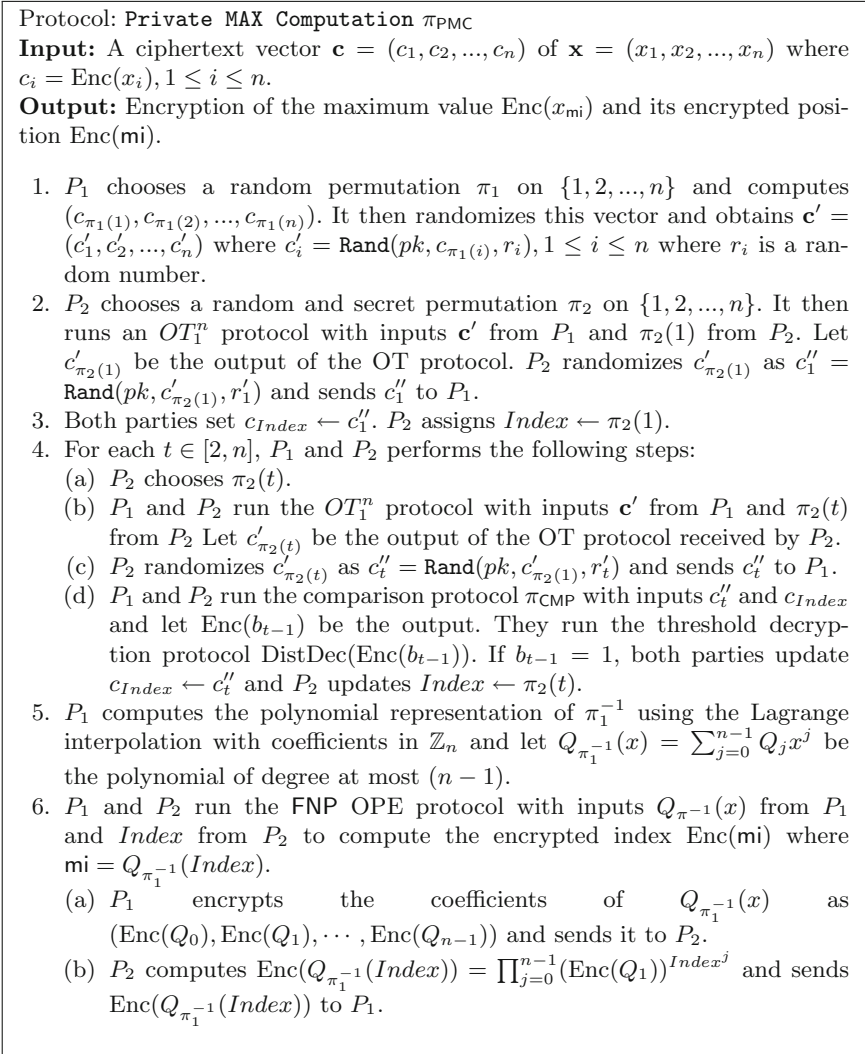 Protocol: Private MAX Computation π_PMC
Input: A ciphertext vector c = (c_1, c_2, ..., c_n) of x = (x_1, x_2, ..., x_n) where
c_i = Enc(x_i), 1 ≤ i ≤ n.
Output: Encryption of the maximum value Enc(x_mi) and its encrypted posi-
tion Enc(mi).
1. P_1 chooses a random permutation π_1 on {1, 2, ..., n} and computes
(c_{π_1(1)}, c_{π_1(2)}, ..., c_{π_1(n)}). It then randomizes this vector and obtains c′ =
(c′_1, c′_2, ..., c′_n) where c′_i = Rand(pk, c_{π_1(i)}, r_i), 1 ≤ i ≤ n where r_i is a ran-
dom number.
2. P_2 chooses a random and secret permutation π_2 on {1, 2, ..., n}. It then
runs an OT_1^n protocol with inputs c′ from P_1 and π_2(1) from P_2. Let
c′_{π_2(1)} be the output of the OT protocol. P_2 randomizes c′_{π_2(1)} as c″_1 =
Rand(pk, c′_{π_2(1)}, r′_1) and sends c″_1 to P_1.
3. Both parties set c_{Index} ← c″_1. P_2 assigns Index ← π_2(1).
4. For each t ∈ [2, n], P_1 and P_2 performs the following steps:
(a) P_2 chooses π_2(t).
(b) P_1 and P_2 run the OT_1^n protocol with inputs c′ from P_1 and π_2(t)
from P_2 Let c′_{π_2(t)} be the output of the OT protocol received by P_2.
(c) P_2 randomizes c′_{π_2(t)} as c″_t = Rand(pk, c′_{π_2(1)}, r′_t) and sends c″_t to P_1.
(d) P_1 and P_2 run the comparison protocol π_CMP with inputs c″_t and c_{Index}
and let Enc(b_{t−1}) be the output. They run the threshold decryp-
tion protocol DistDec(Enc(b_{t−1})). If b_{t−1} = 1, both parties update
c_{Index} ← c″_t and P_2 updates Index ← π_2(t).
5. P_1 computes the polynomial representation of π_1^{−1} using the Lagrange
interpolation with coefficients in ℤ_n and let Q_{π_1^{−1}}(x) = ∑_{j=0}^{n−1} Q_j x^j be
the polynomial of degree at most (n − 1).
6. P_1 and P_2 run the FNP OPE protocol with inputs Q_{π^{−1}}(x) from P_1
and Index from P_2 to compute the encrypted index Enc(mi) where
mi = Q_{π_1^{−1}}(Index).
(a) P_1 encrypts the coefficients of Q_{π_1^{−1}}(x) as
(Enc(Q_0), Enc(Q_1), ⋯ , Enc(Q_{n−1})) and sends it to P_2.
(b) P_2 computes Enc(Q_{π_1^{−1}}(Index)) = ∏_{j=0}^{n−1} (Enc(Q_1))^{Index^j} and sends
Enc(Q_{π_1^{−1}}(Index)) to P_1.